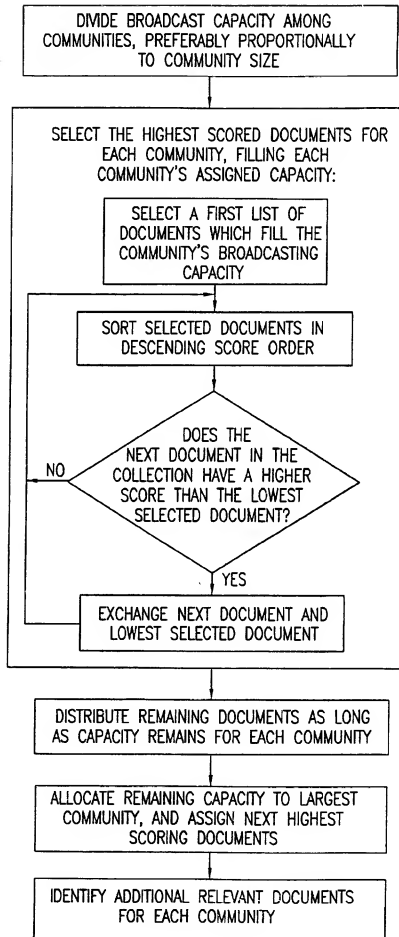 DIVIDE BROADCAST CAPACITY AMONG
COMMUNITIES, PREFERABLY PROPORTIONALLY
TO COMMUNITY SIZE
SELECT THE HIGHEST SCORED DOCUMENTS FOR
EACH COMMUNITY, FILLING EACH
COMMUNITY'S ASSIGNED CAPACITY:
SELECT A FIRST LIST OF
DOCUMENTS WHICH FILL THE
COMMUNITY'S BROADCASTING
CAPACITY
SORT SELECTED DOCUMENTS IN
DESCENDING SCORE ORDER
DOES THE
NEXT DOCUMENT IN THE
COLLECTION HAVE A HIGHER
SCORE THAN THE LOWEST
SELECTED DOCUMENT?
NO
YES
EXCHANGE NEXT DOCUMENT AND
LOWEST SELECTED DOCUMENT
DISTRIBUTE REMAINING DOCUMENTS AS LONG
AS CAPACITY REMAINS FOR EACH COMMUNITY
ALLOCATE REMAINING CAPACITY TO LARGEST
COMMUNITY, AND ASSIGN NEXT HIGHEST
SCORING DOCUMENTS
IDENTIFY ADDITIONAL RELEVANT DOCUMENTS
FOR EACH COMMUNITY